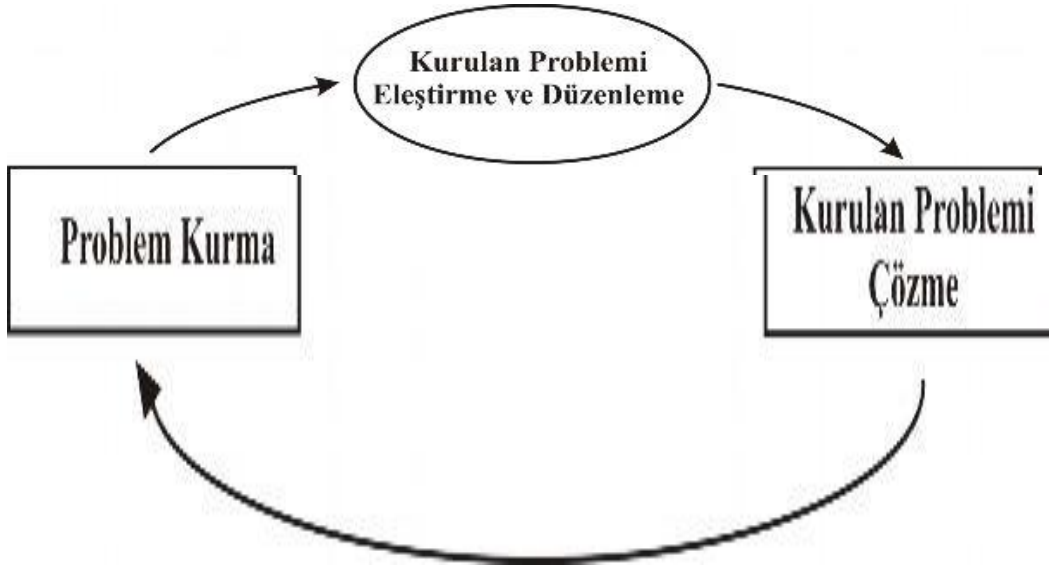 Kurulan Problemi
Eleştirme ve Düzenleme
Problem Kurma
Kurulan Problemi
Çözme